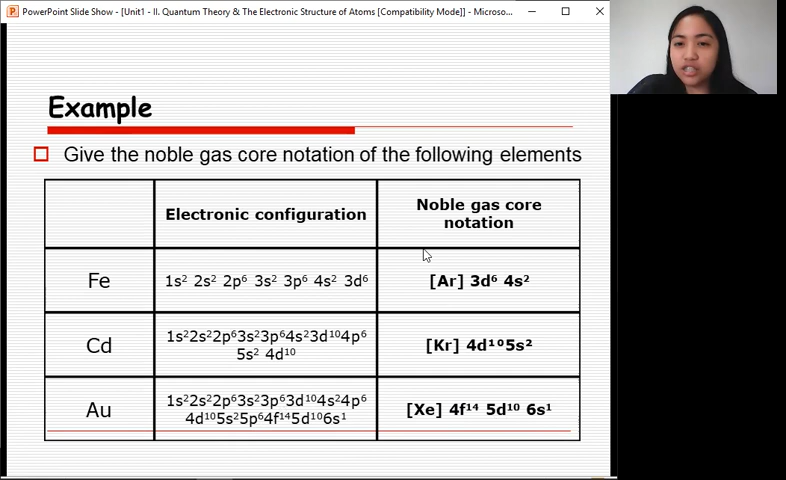 PowerPoint Slide Show - [Unit1 - II. Quantum Theory & The Electronic Structure of Atoms [Compatibility Mode]] - Microso...
Example
Give the noble gas core notation of the following elements
Electronic configuration
Noble gas core
notation
Fe
1s² 2s² 2p⁶ 3s² 3p⁶ 4s² 3d⁶
[Ar] 3d⁶ 4s²
Cd
1s²2s²2p⁶3s²3p⁶4s²3d¹⁰4p⁶
5s² 4d¹⁰
[Kr] 4d¹⁰5s²
Au
1s²2s²2p⁶3s²3p⁶3d¹⁰4s²4p⁶
4d¹⁰5s²5p⁶4f¹⁴5d¹⁰6s¹
[Xe] 4f¹⁴ 5d¹⁰ 6s¹